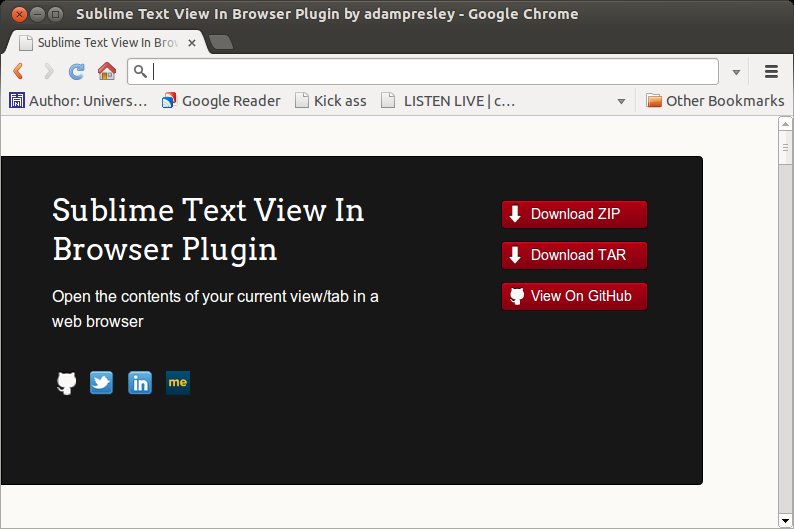 Sublime Text View In Browser Plugin by adampresley - Google Chrome
Sublime Text View In Brow
Author: Univers… Google Reader Kick ass LISTEN LIVE | c… Other Bookmarks
Sublime Text View In
Browser Plugin
Open the contents of your current view/tab in a
web browser
me
Download ZIP
Download TAR
View On GitHub